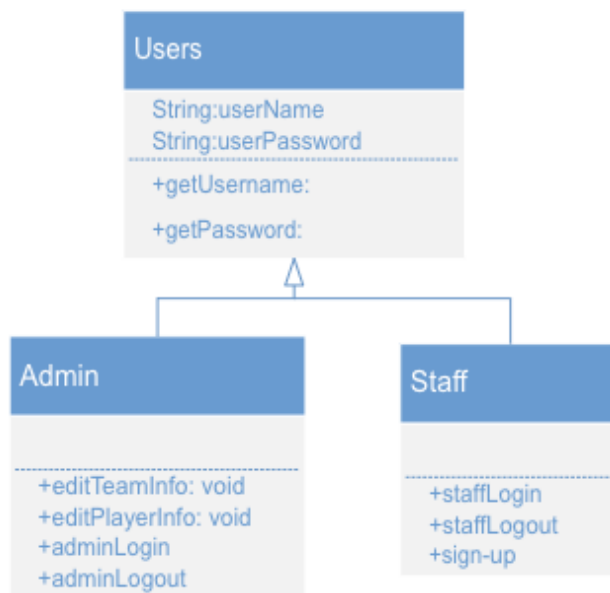 Users
String:userName
String:userPassword
+getUsername:
+getPassword:
Admin
+editTeamInfo: void
+editPlayerInfo: void
+adminLogin
+adminLogout
Staff
+staffLogin
+staffLogout
+sign-up